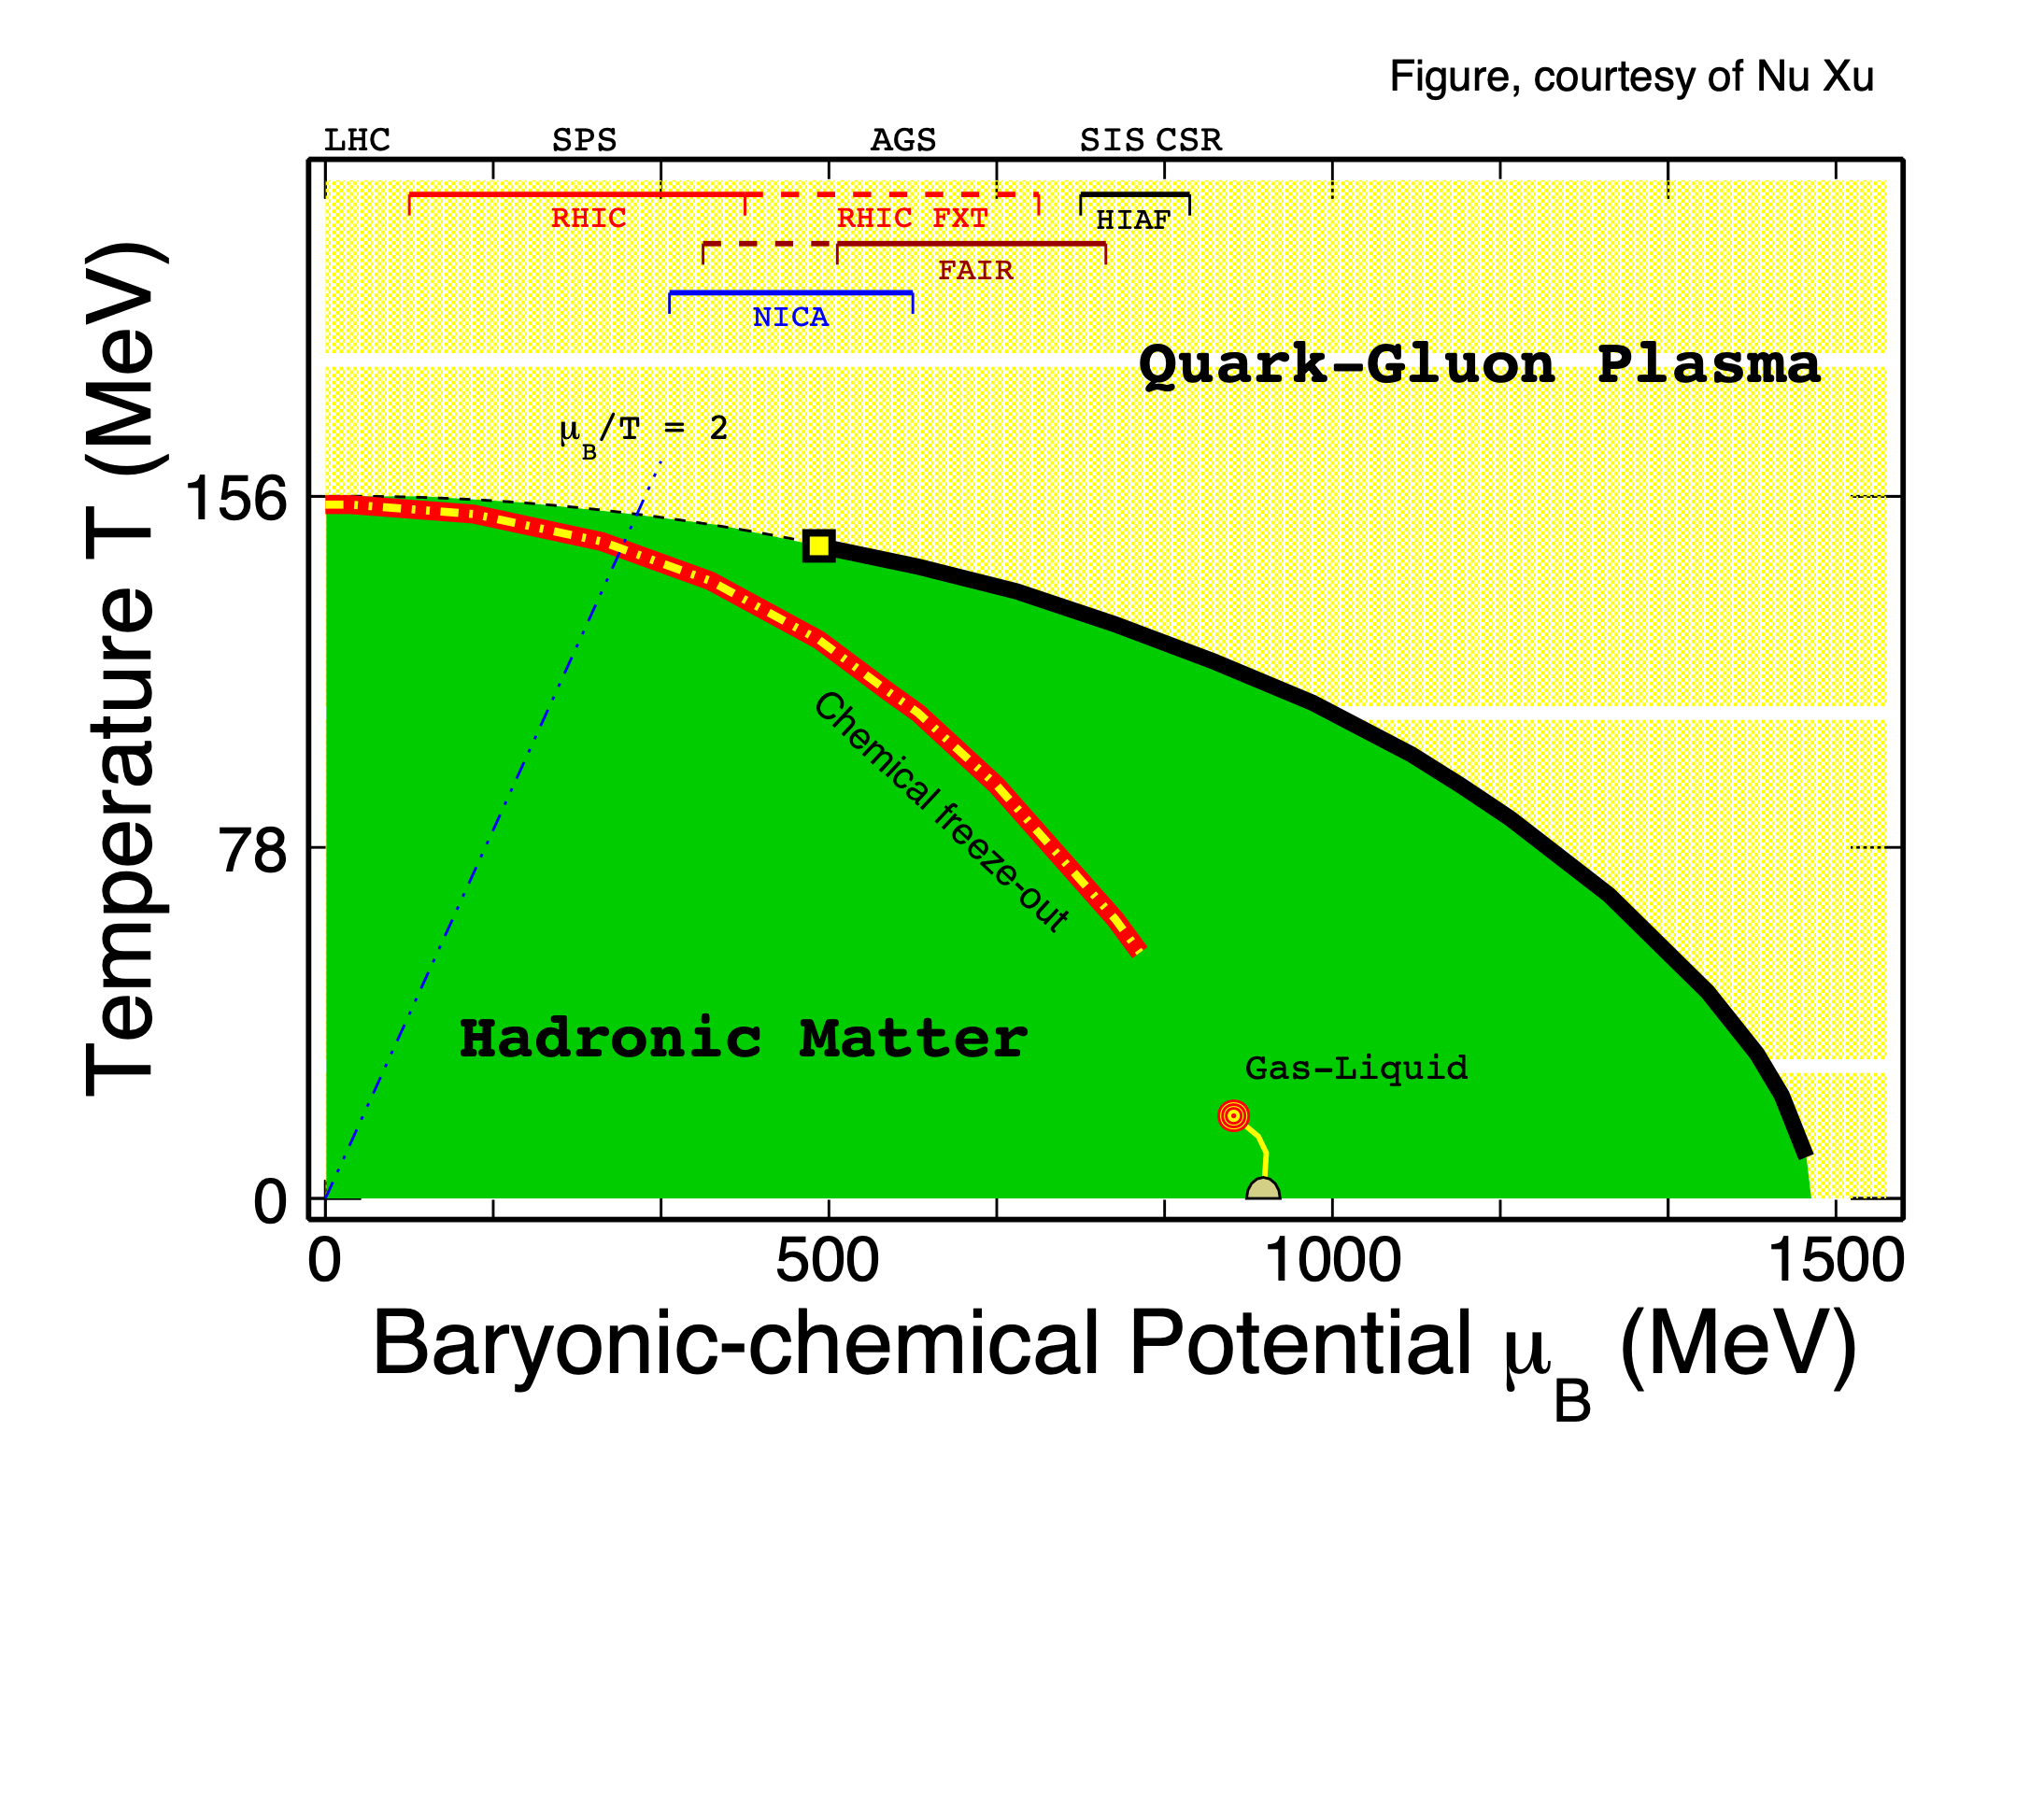 Figure, courtesy of Nu Xu
LHC SPS AGS SIS CSR
RHIC RHIC FXT HIAF
FAIR
NICA
Quark-Gluon Plasma
μB/T = 2
Temperature T (MeV)
156
78
0
Chemical freeze-out
Hadronic Matter
Gas-Liquid
0 500 1000 1500
Baryonic-chemical Potential μB (MeV)